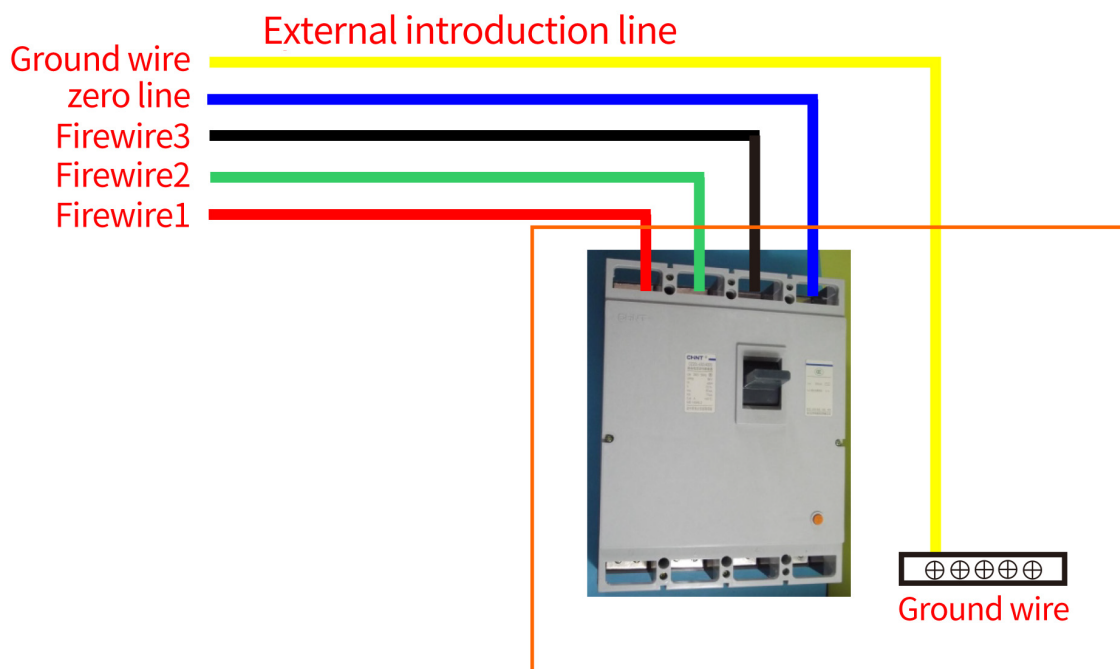 External introduction line
Ground wire
zero line
Firewire3
Firewire2
Firewire1
CHNT
Ground wire